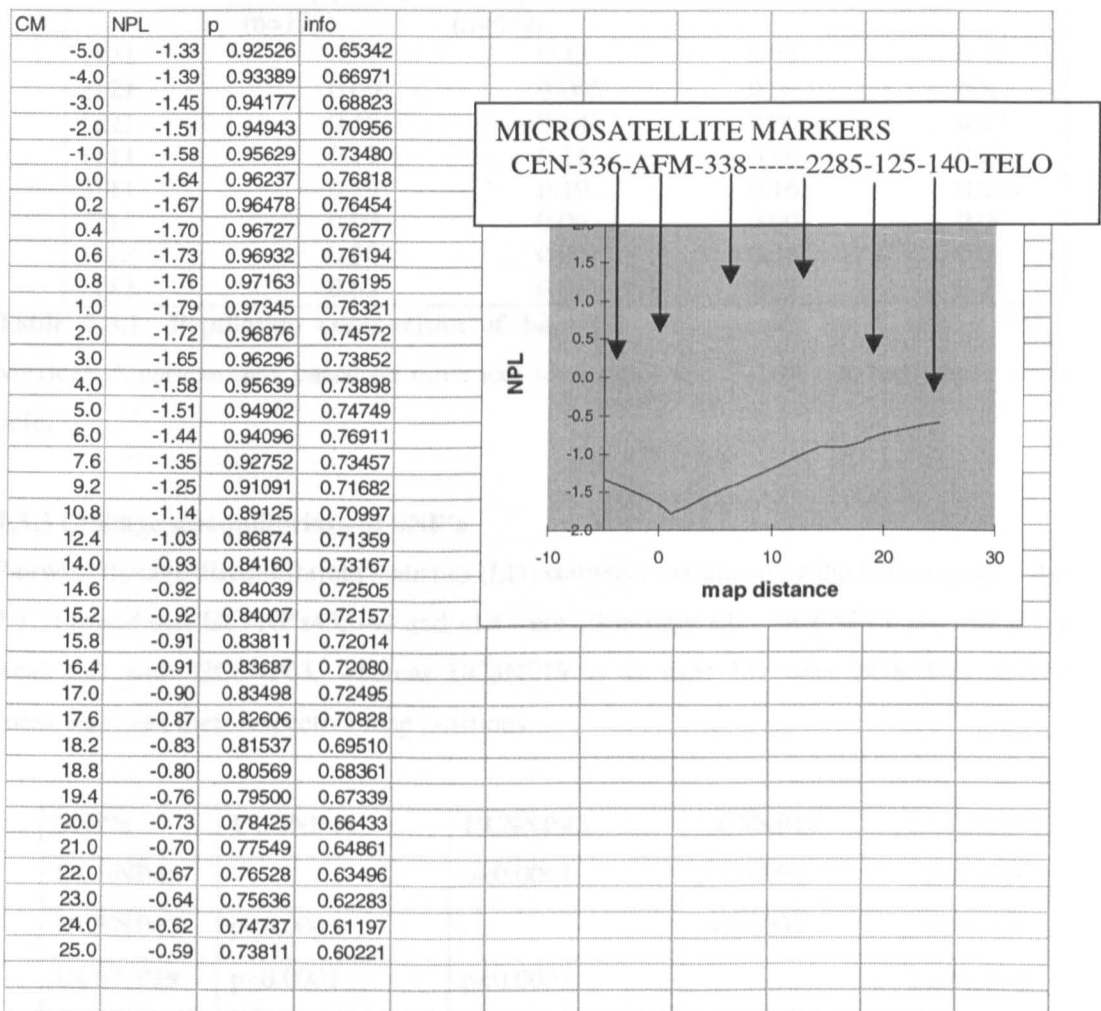 CM NPL p info
-5.0 -1.33 0.92526 0.65342
-4.0 -1.39 0.93389 0.66971
-3.0 -1.45 0.94177 0.68823
-2.0 -1.51 0.94943 0.70956
-1.0 -1.58 0.95629 0.73480
0.0 -1.64 0.96237 0.76818
0.2 -1.67 0.96478 0.76454
0.4 -1.70 0.96727 0.76277
0.6 -1.73 0.96932 0.76194
0.8 -1.76 0.97163 0.76195
1.0 -1.79 0.97345 0.76321
2.0 -1.72 0.96876 0.74572
3.0 -1.65 0.96296 0.73852
4.0 -1.58 0.95639 0.73898
5.0 -1.51 0.94902 0.74749
6.0 -1.44 0.94096 0.76911
7.6 -1.35 0.92752 0.73457
9.2 -1.25 0.91091 0.71682
10.8 -1.14 0.89125 0.70997
12.4 -1.03 0.86874 0.71359
14.0 -0.93 0.84160 0.73167
14.6 -0.92 0.84039 0.72505
15.2 -0.92 0.84007 0.72157
15.8 -0.91 0.83811 0.72014
16.4 -0.91 0.83687 0.72080
17.0 -0.90 0.83498 0.72495
17.6 -0.87 0.82606 0.70828
18.2 -0.83 0.81537 0.69510
18.8 -0.80 0.80569 0.68361
19.4 -0.76 0.79500 0.67339
20.0 -0.73 0.78425 0.66433
21.0 -0.70 0.77549 0.64861
22.0 -0.67 0.76528 0.63496
23.0 -0.64 0.75636 0.62283
24.0 -0.62 0.74737 0.61197
25.0 -0.59 0.73811 0.60221
MICROSATELLITE MARKERS
CEN-336-AFM-338------2285-125-140-TELO
1.5
1.0
0.5
NPL
0.0
-0.5
-1.0
-1.5
-2.0
-10 0 10 20 30
map distance